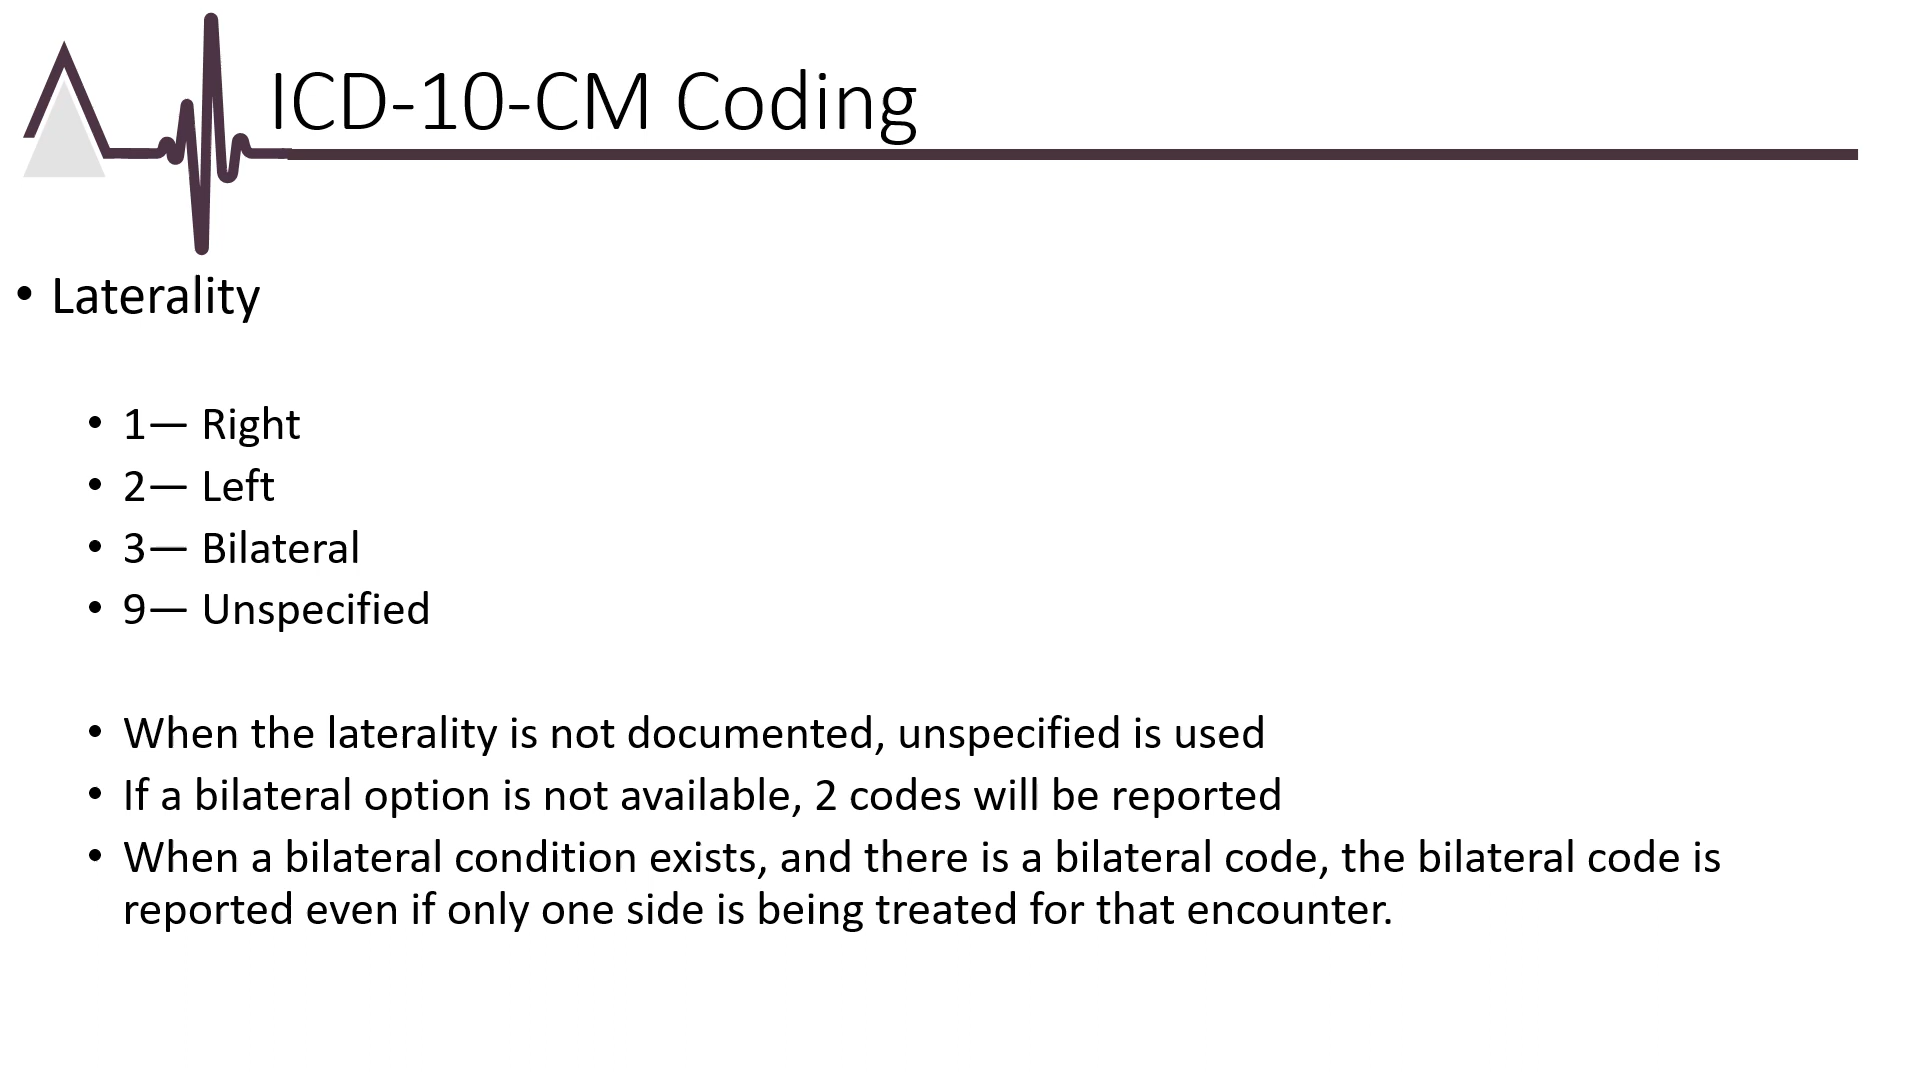 ICD-10-CM Coding
• Laterality
• 1— Right
• 2— Left
• 3— Bilateral
• 9— Unspecified
• When the laterality is not documented, unspecified is used
• If a bilateral option is not available, 2 codes will be reported
• When a bilateral condition exists, and there is a bilateral code, the bilateral code is
reported even if only one side is being treated for that encounter.